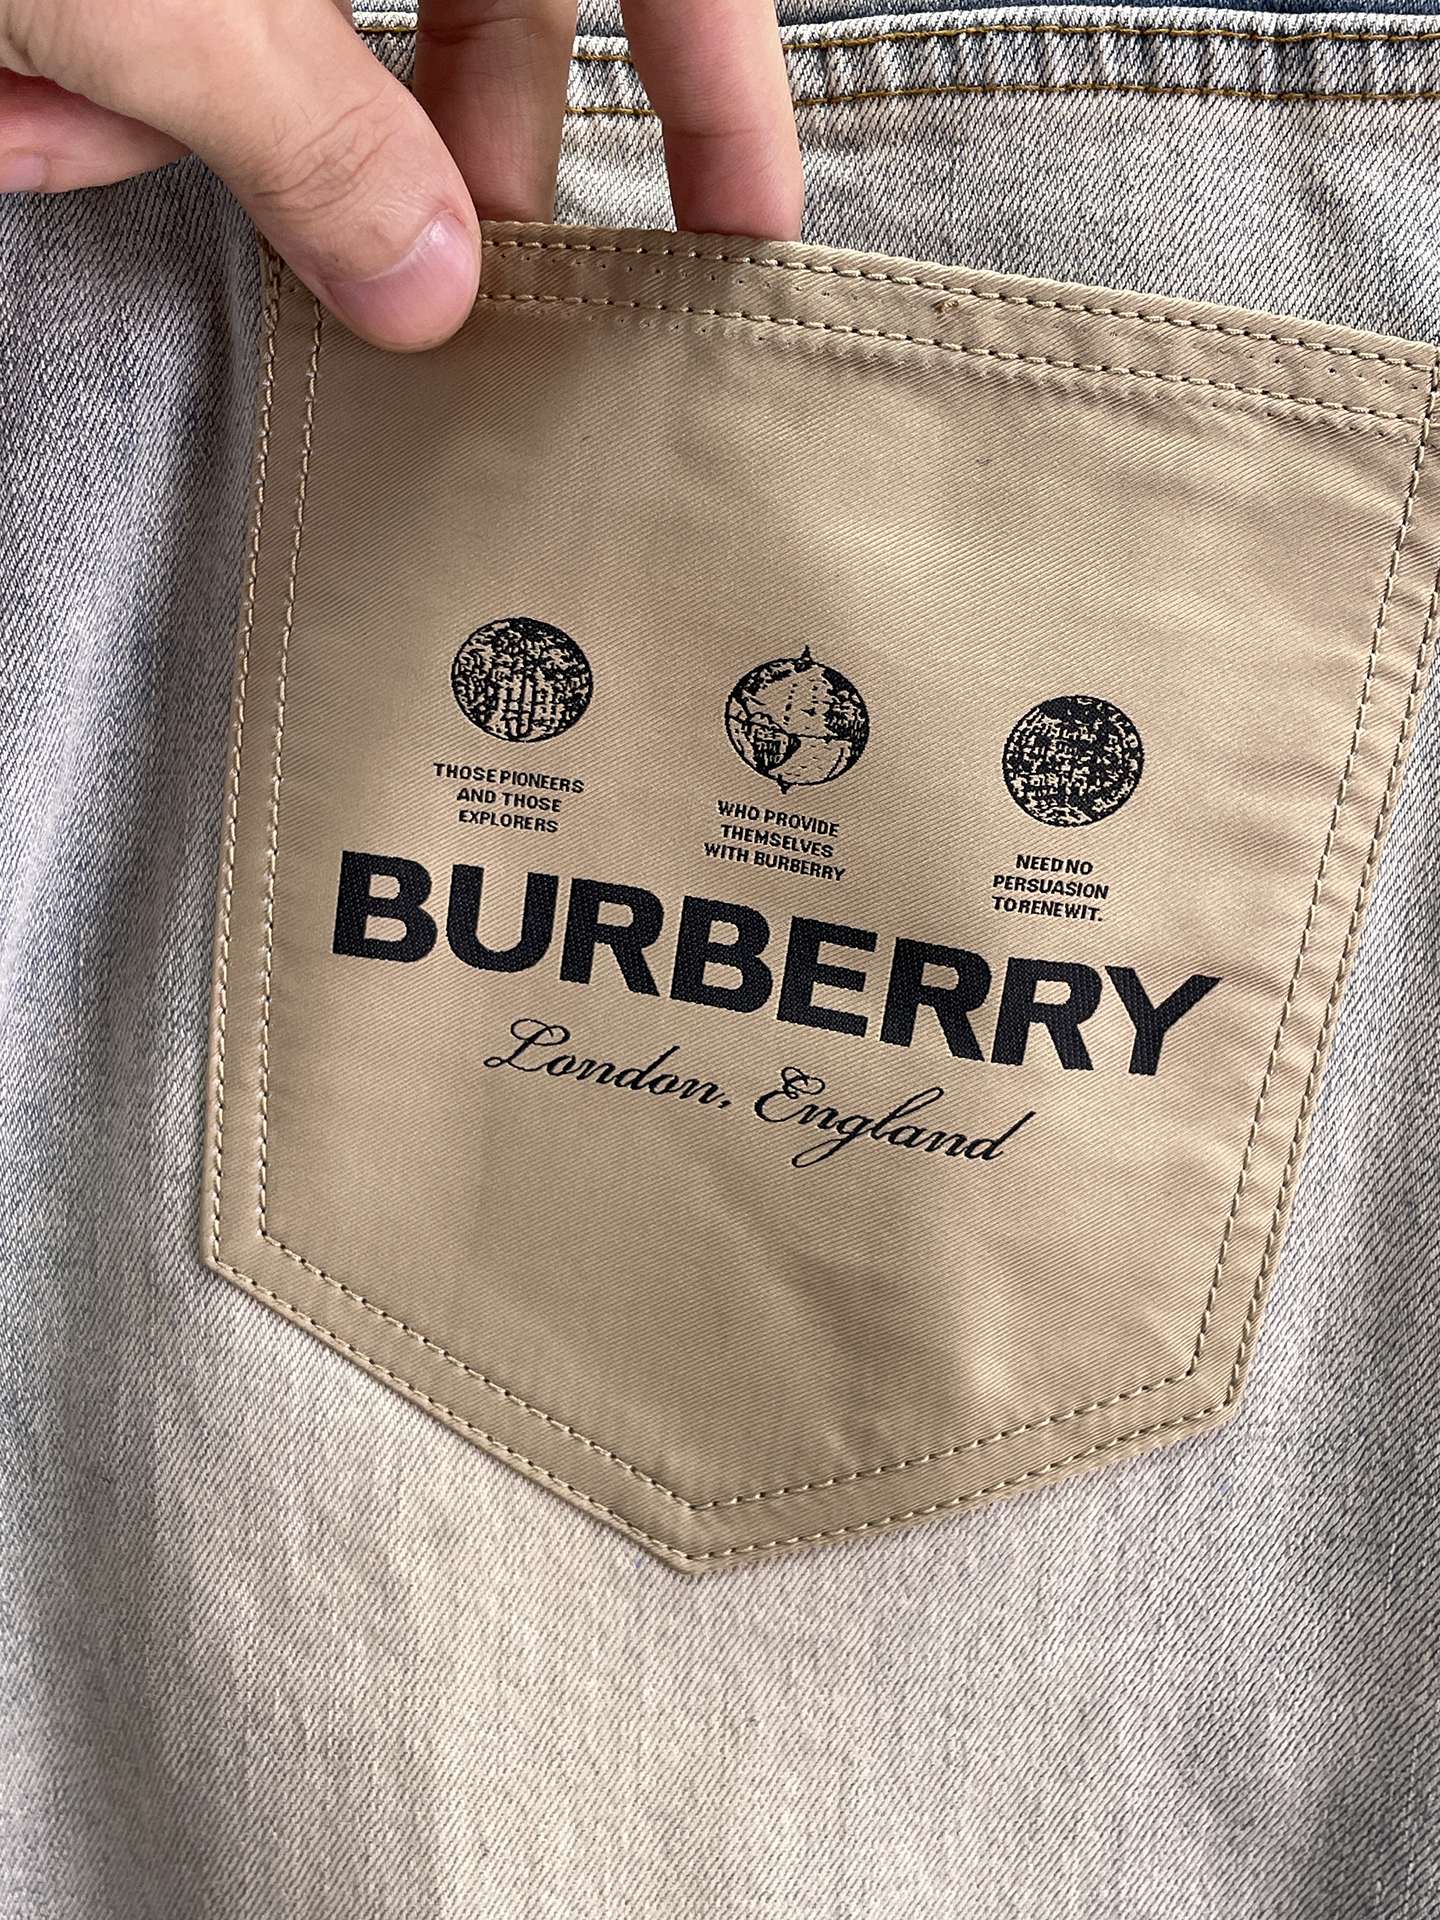 THOSE PIONEERS
AND THOSE
EXPLORERS
WHO PROVIDE
THEMSELVES
WITH BURBERRY
NEED NO
PERSUASION
TO RENEW IT.
BURBERRY
London, England